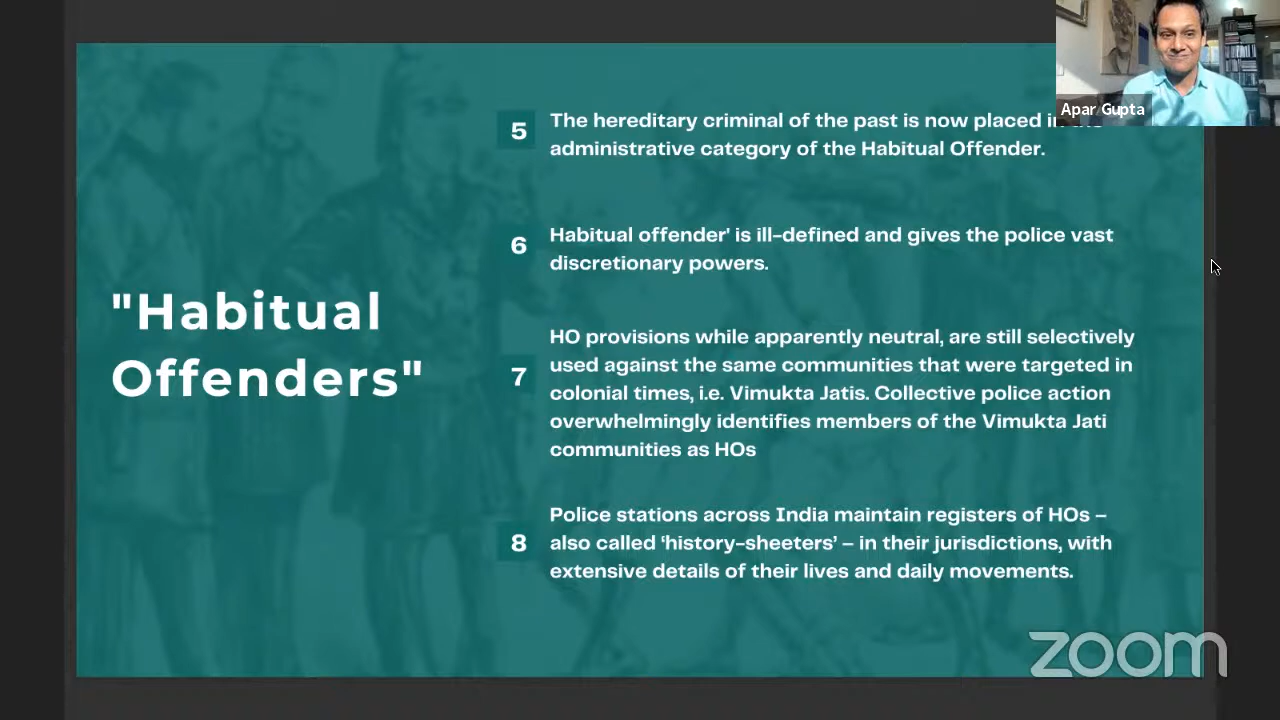 Apar Gupta
"Habitual
Offenders"
5
The hereditary criminal of the past is now placed
administrative category of the Habitual Offender.
6
Habitual offender' is ill-defined and gives the police vast
discretionary powers.
7
HO provisions while apparently neutral, are still selectively
used against the same communities that were targeted in
colonial times, i.e. Vimukta Jatis. Collective police action
overwhelmingly identifies members of the Vimukta Jati
communities as HOs
8
Police stations across India maintain registers of HOs –
also called ‘history-sheeters’ – in their jurisdictions, with
extensive details of their lives and daily movements.
zoom